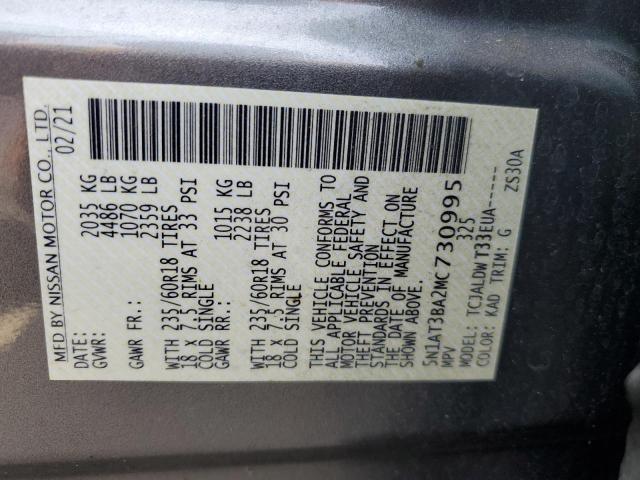 MFD BY NISSAN MOTOR CO., LTD.
DATE: 02/21
GVWR: 2035 KG
4486 LB
GAWR FR.: 1070 KG
2359 LB
WITH 235/60R18 TIRES
18 X 7.5 RIMS AT 33 PSI
COLD SINGLE
GAWR RR.: 1015 KG
2238 LB
WITH 235/60R18 TIRES
18 X 7.5 RIMS AT 30 PSI
COLD SINGLE
THIS VEHICLE CONFORMS TO
ALL APPLICABLE FEDERAL
MOTOR VEHICLE SAFETY AND
THEFT PREVENTION
STANDARDS IN EFFECT ON
THE DATE OF MANUFACTURE
SHOWN ABOVE.
5N1AT3BA2MC730995
MPV 325
MODEL: TCJALDWT33EUA-----
COLOR: KAD TRIM: G ZS30A